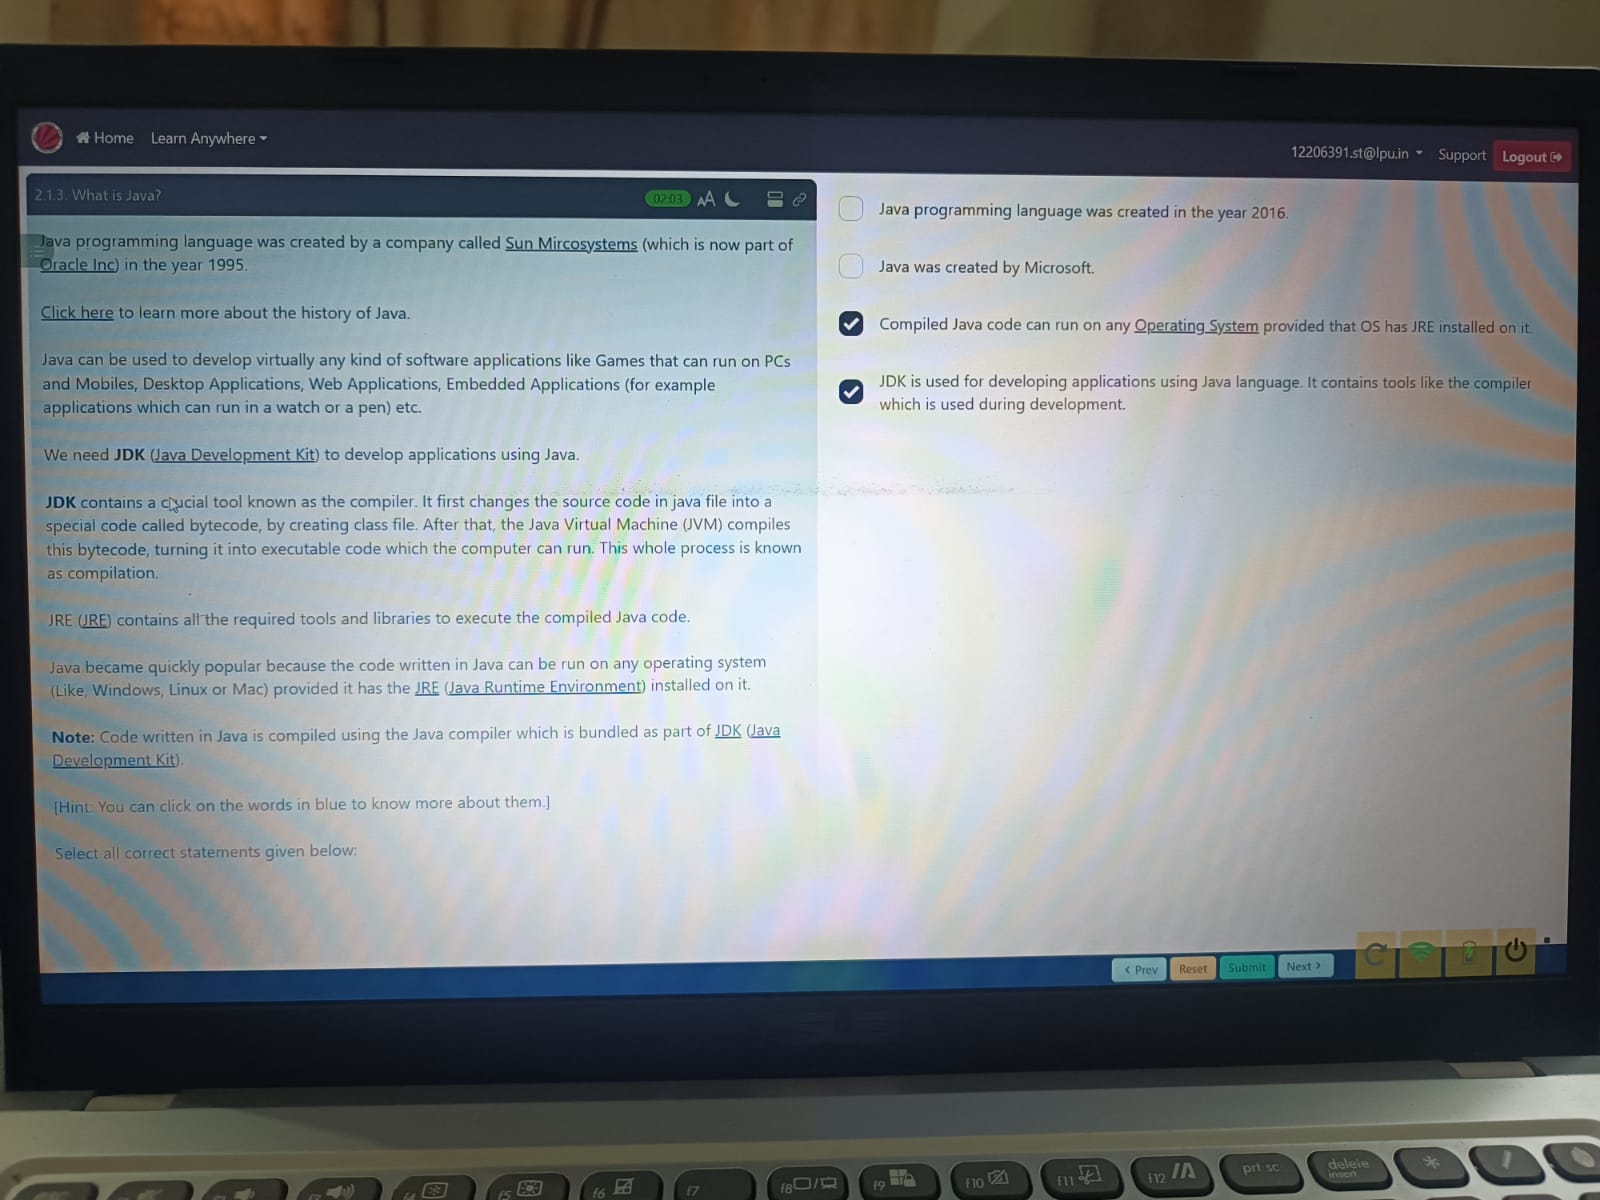 Home Learn Anywhere
12206391.st@lpu.in Support Logout
2.1.3. What is Java?
02:03 AA
Java programming language was created by a company called Sun Mircosystems (which is now part of
Oracle Inc) in the year 1995.
Click here to learn more about the history of Java.
Java can be used to develop virtually any kind of software applications like Games that can run on PCs
and Mobiles, Desktop Applications, Web Applications, Embedded Applications (for example
applications which can run in a watch or a pen) etc.
We need JDK (Java Development Kit) to develop applications using Java.
JDK contains a crucial tool known as the compiler. It first changes the source code in java file into a
special code called bytecode, by creating class file. After that, the Java Virtual Machine (JVM) compiles
this bytecode, turning it into executable code which the computer can run. This whole process is known
as compilation.
JRE (JRE) contains all the required tools and libraries to execute the compiled Java code.
Java became quickly popular because the code written in Java can be run on any operating system
(Like, Windows, Linux or Mac) provided it has the JRE (Java Runtime Environment) installed on it.
Note: Code written in Java is compiled using the Java compiler which is bundled as part of JDK (Java
Development Kit).
[Hint: You can click on the words in blue to know more about them.]
Select all correct statements given below:
Java programming language was created in the year 2016.
Java was created by Microsoft.
Compiled Java code can run on any Operating System provided that OS has JRE installed on it.
JDK is used for developing applications using Java language. It contains tools like the compiler
which is used during development.
< Prev Reset Submit Next >
f4 f5 f6 f7 f8 f9 f10 f11 f12 prt sc delete
insert *